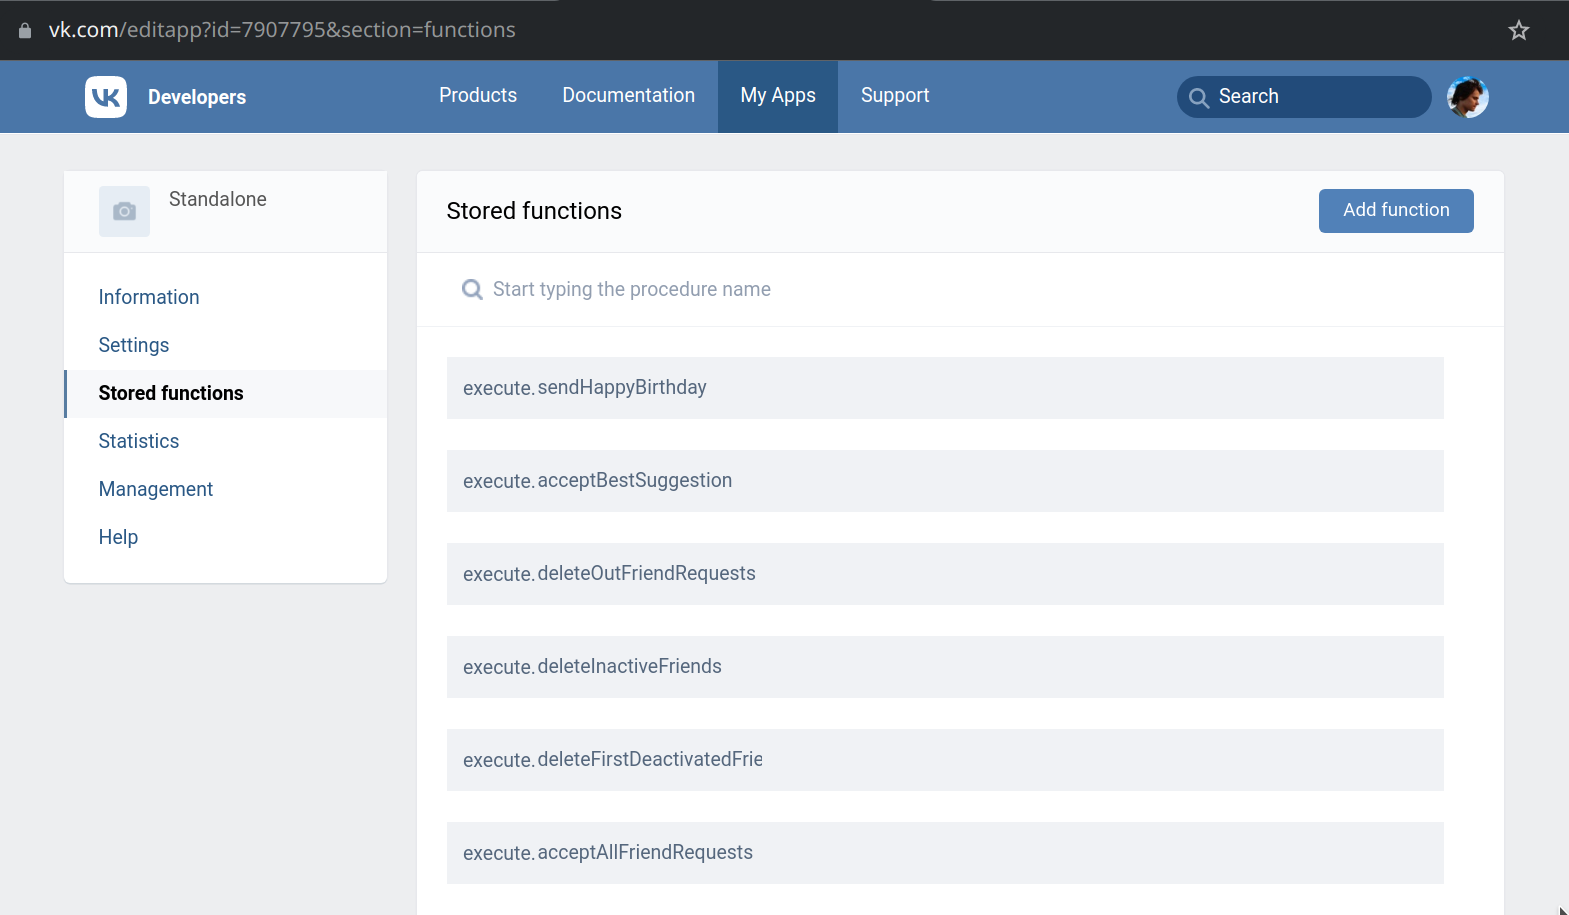 vk.com/editapp?id=7907795&section=functions
Developers Products Documentation My Apps Support Search
Standalone
Information
Settings
Stored functions
Statistics
Management
Help
Stored functions Add function
Start typing the procedure name
execute.sendHappyBirthday
execute.acceptBestSuggestion
execute.deleteOutFriendRequests
execute.deleteInactiveFriends
execute.deleteFirstDeactivatedFrie
execute.acceptAllFriendRequests